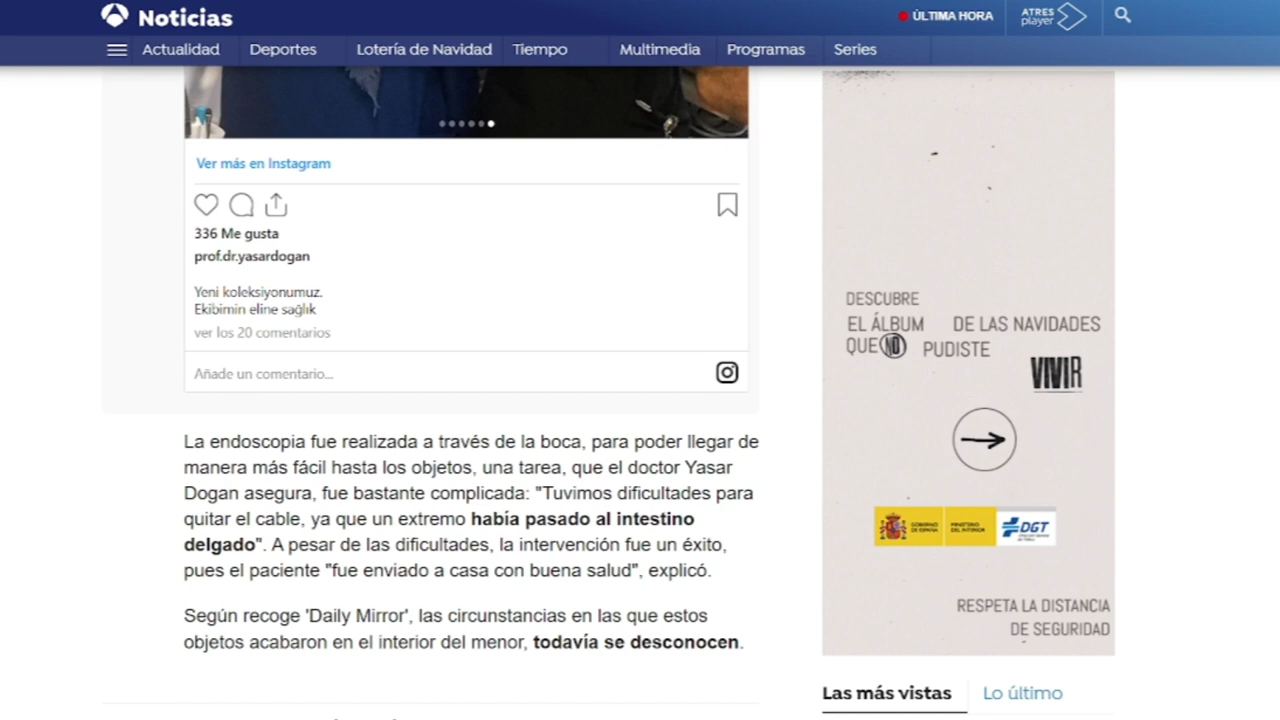 Noticias
ÚLTIMA HORA
ATRES
player
Actualidad
Deportes
Lotería de Navidad
Tiempo
Multimedia
Programas
Series
Ver más en Instagram
336 Me gusta
prof.dr.yasardogan
Yeni koleksiyonumuz.
Ekibimin eline sağlık
ver los 20 comentarios
Añade un comentario...
La endoscopia fue realizada a través de la boca, para poder llegar de
manera más fácil hasta los objetos, una tarea, que el doctor Yasar
Dogan asegura, fue bastante complicada: "Tuvimos dificultades para
quitar el cable, ya que un extremo había pasado al intestino
delgado". A pesar de las dificultades, la intervención fue un éxito,
pues el paciente "fue enviado a casa con buena salud", explicó.
Según recoge 'Daily Mirror', las circunstancias en las que estos
objetos acabaron en el interior del menor, todavía se desconocen.
DESCUBRE
EL ÁLBUM DE LAS NAVIDADES
QUE NO PUDISTE
VIVIR
GOBIERNO
DE ESPAÑA
MINISTERIO
DEL INTERIOR
DGT
RESPETA LA DISTANCIA
DE SEGURIDAD
Las más vistas
Lo último